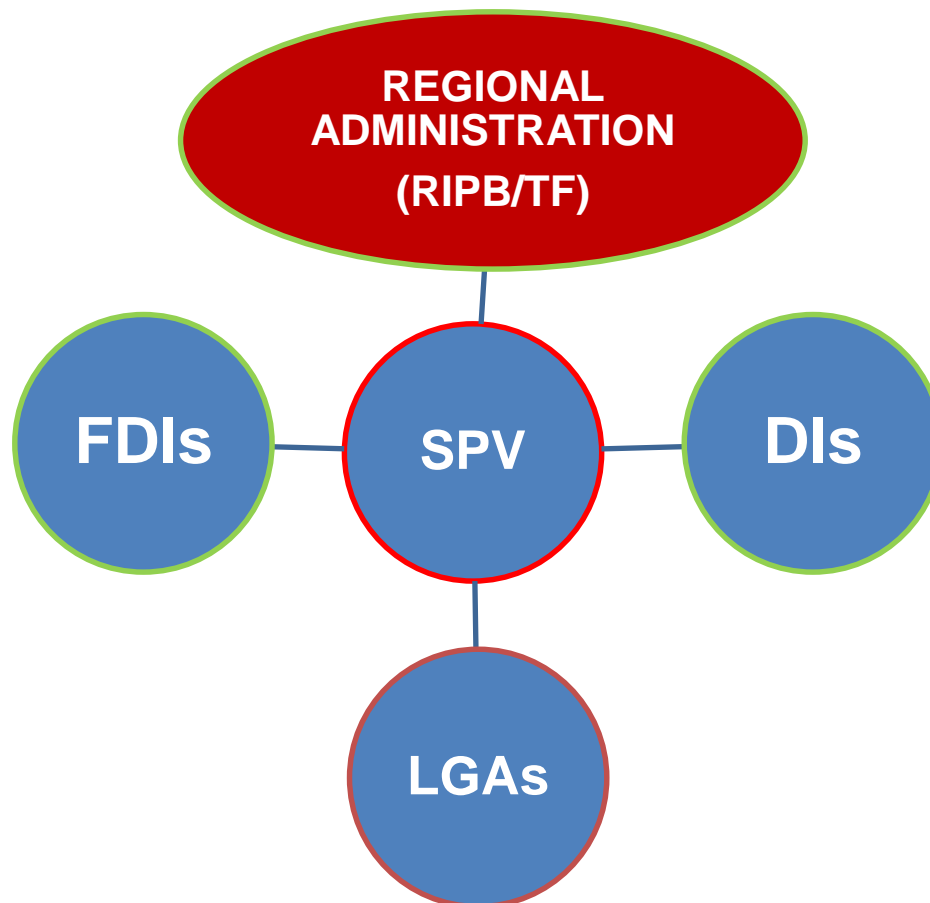 REGIONAL
ADMINISTRATION
(RIPB/TF)
FDIs
SPV
DIs
LGAs